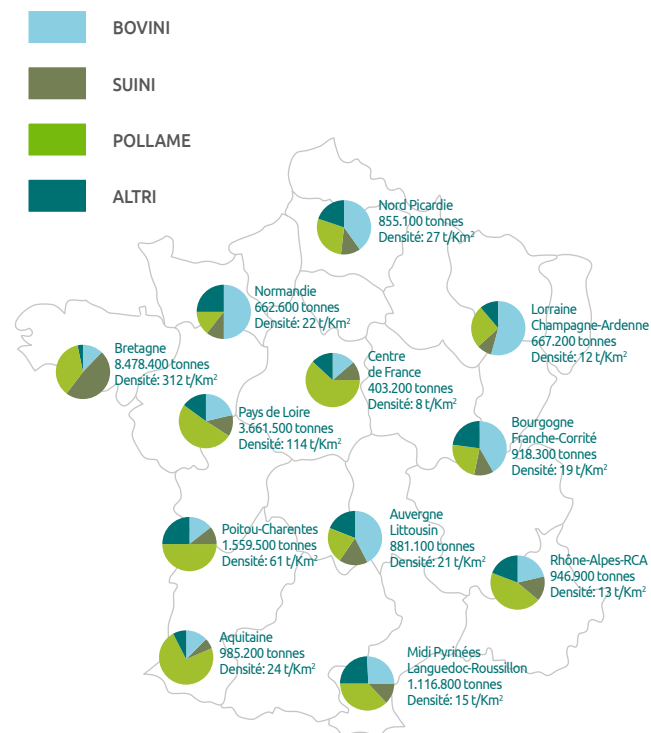 BOVINI
SUINI
POLLAME
ALTRI
Nord Picardie
855.100 tonnes
Densité: 27 t/Km²
Normandie
662.600 tonnes
Densité: 22 t/Km²
Lorraine
Champagne-Ardenne
667.200 tonnes
Densité: 12 t/Km²
Bretagne
8.478.400 tonnes
Densité: 312 t/Km²
Centre
de France
403.200 tonnes
Densité: 8 t/Km²
Pays de Loire
3.661.500 tonnes
Densité: 114 t/Km²
Bourgogne
Franche-Corrité
918.300 tonnes
Densité: 19 t/Km²
Poitou-Charentes
1.559.500 tonnes
Densité: 61 t/Km²
Auvergne
Littousin
881.100 tonnes
Densité: 21 t/Km²
Rhône-Alpes-RCA
946.900 tonnes
Densité: 13 t/Km²
Aquitaine
985.200 tonnes
Densité: 24 t/Km²
Midi Pyrinées
Languedoc-Roussillon
1.116.800 tonnes
Densité: 15 t/Km²